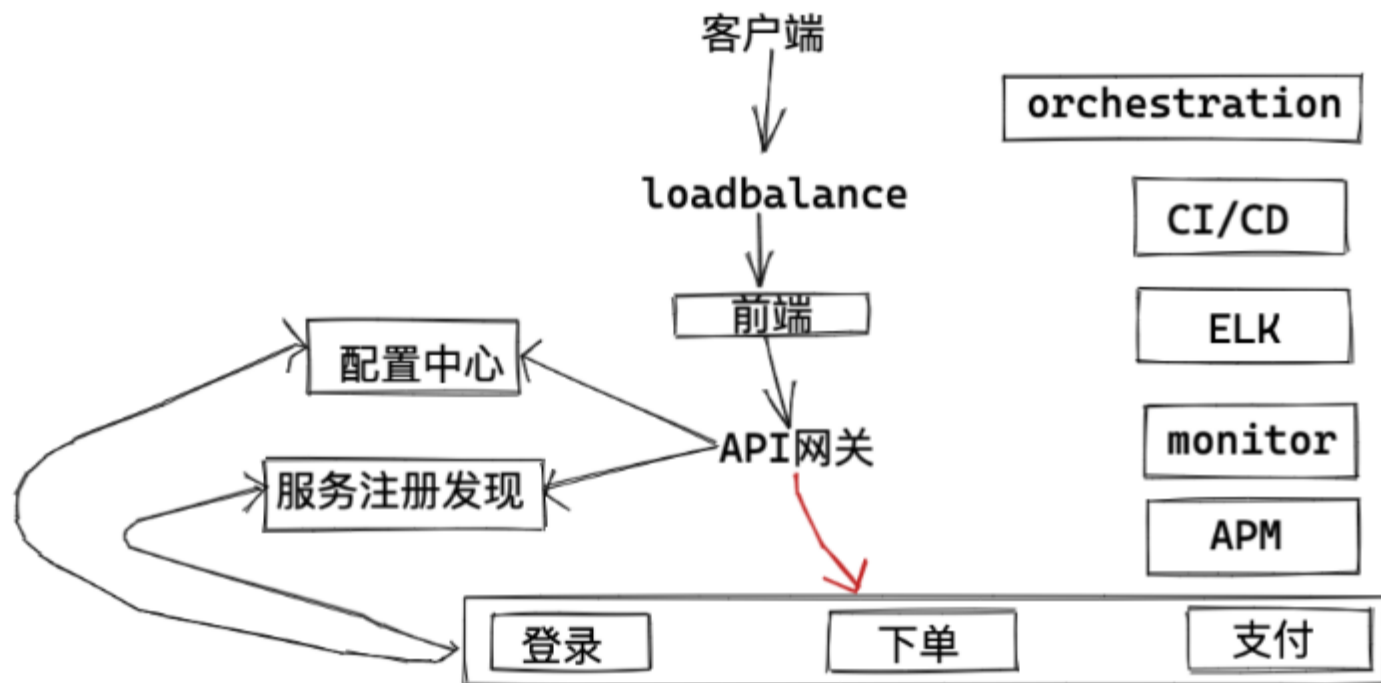 客户端
orchestration
loadbalance
CI/CD
前端
ELK
配置中心
API网关
monitor
服务注册发现
APM
登录
下单
支付